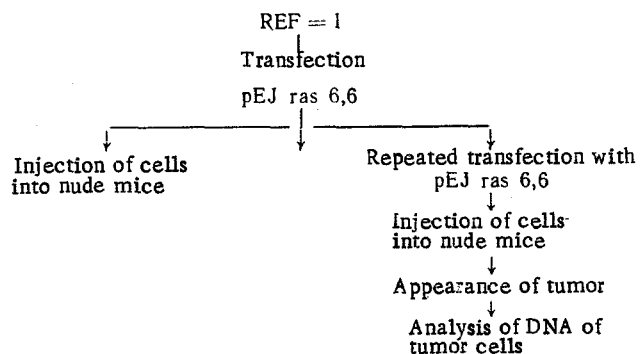 REF = 1
Transfection
pEJ ras 6,6
Injection of cells
into nude mice
Repeated transfection with
pEJ ras 6,6
Injection of cells
into nude mice
Appearance of tumor
Analysis of DNA of
tumor cells